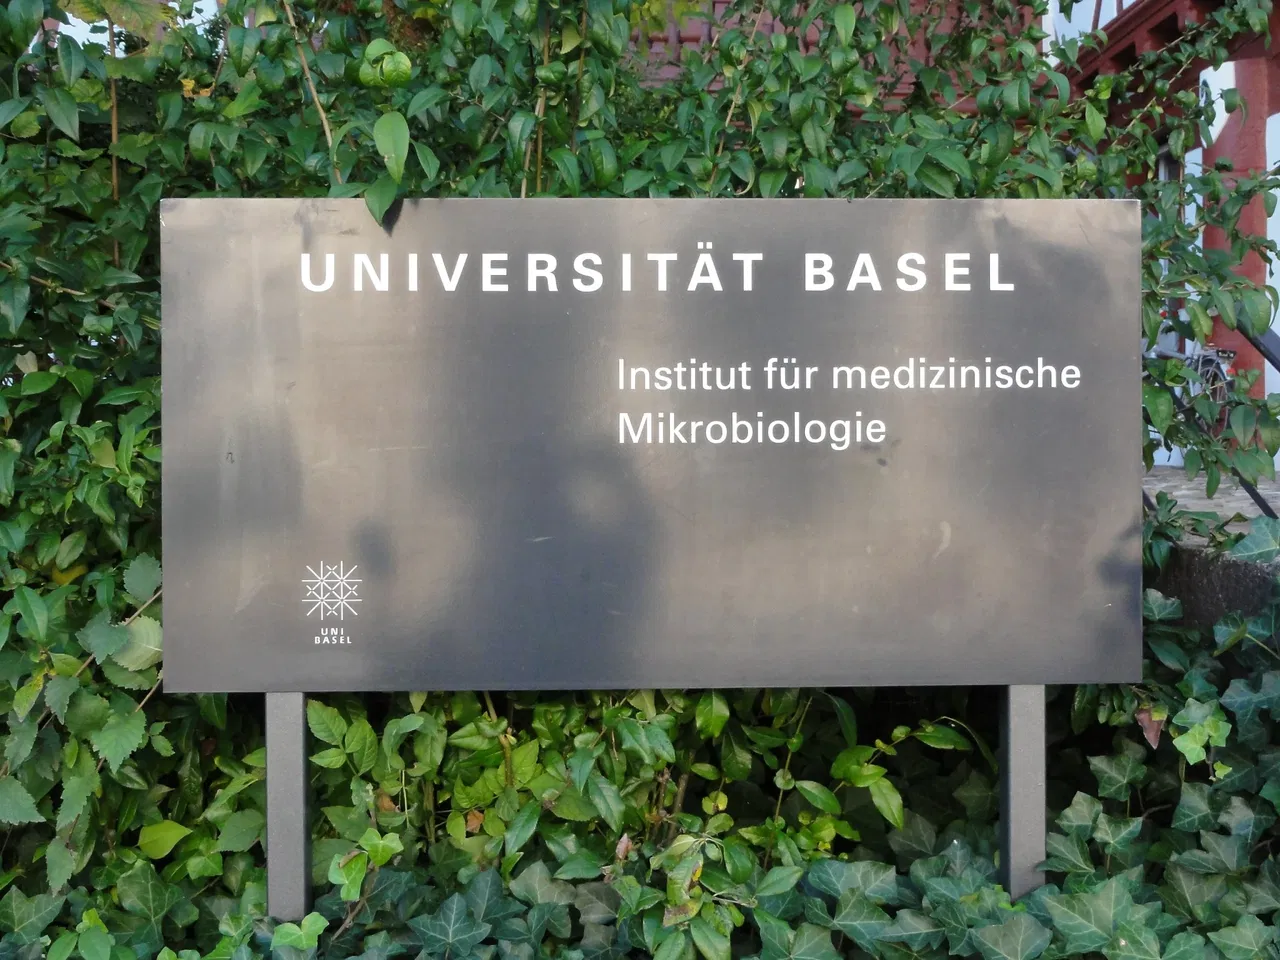 UNIVERSITÄT BASEL
Institut für medizinische
Mikrobiologie
UNI
BASEL